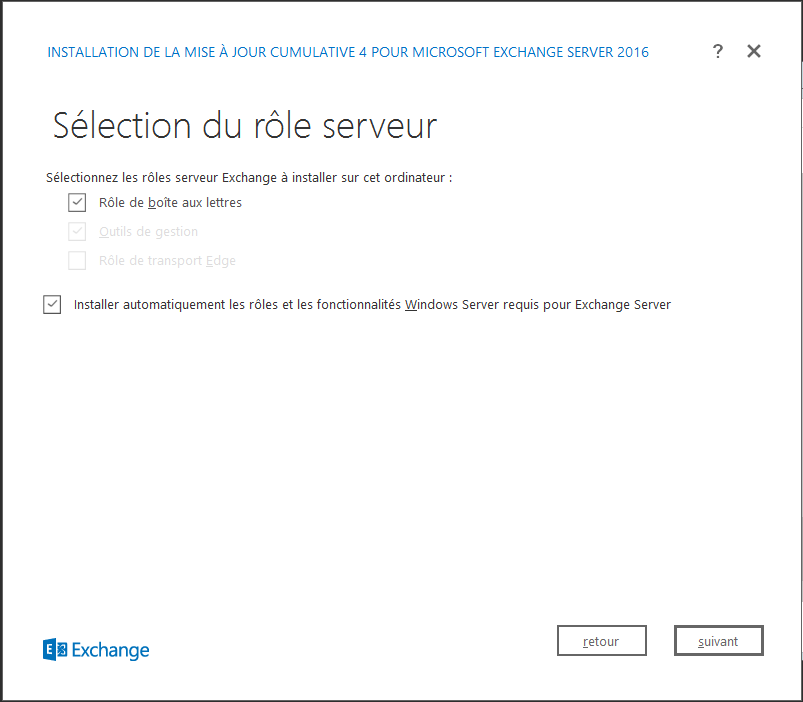 INSTALLATION DE LA MISE À JOUR CUMULATIVE 4 POUR MICROSOFT EXCHANGE SERVER 2016
?
Sélection du rôle serveur
Sélectionnez les rôles serveur Exchange à installer sur cet ordinateur :
Rôle de boîte aux lettres
Outils de gestion
Rôle de transport Edge
Installer automatiquement les rôles et les fonctionnalités Windows Server requis pour Exchange Server
retour
suivant
Exchange